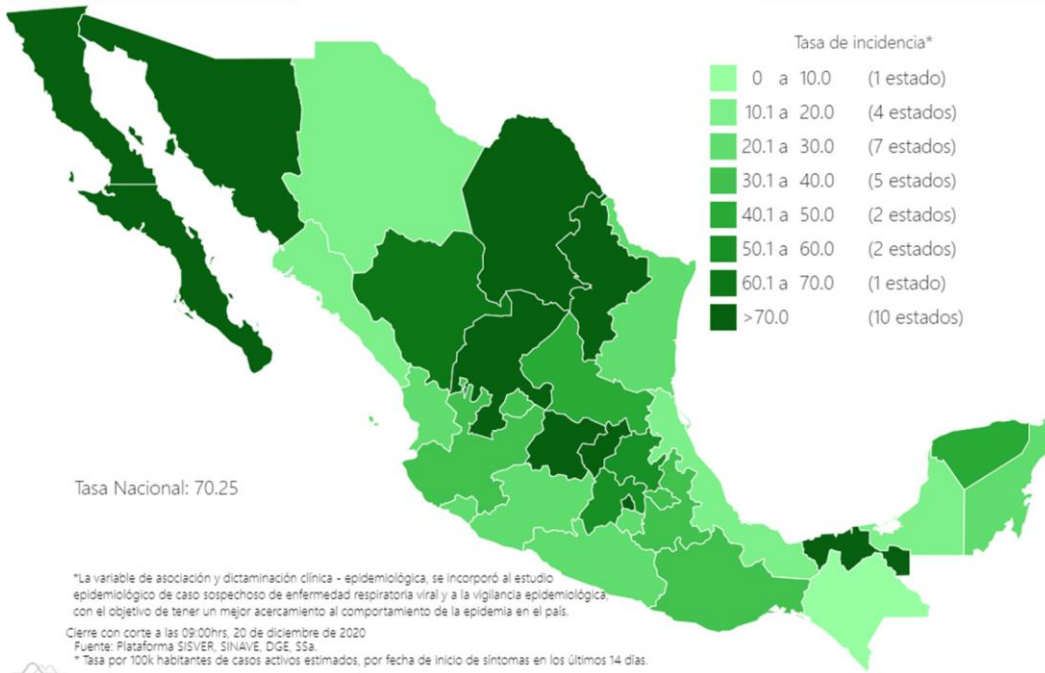 Tasa de incidencia*
0 a 10.0 (1 estado)
10.1 a 20.0 (4 estados)
20.1 a 30.0 (7 estados)
30.1 a 40.0 (5 estados)
40.1 a 50.0 (2 estados)
50.1 a 60.0 (2 estados)
60.1 a 70.0 (1 estado)
>70.0 (10 estados)
Tasa Nacional: 70.25
*La variable de asociación y dictaminación clínica - epidemiológica, se incorporó al estudio
epidemiológico de caso sospechoso de enfermedad respiratoria viral y a la vigilancia epidemiológica,
con el objetivo de tener un mejor acercamiento al comportamiento de la epidemia en el país.
Cierre con corte a las 09:00hrs, 20 de diciembre de 2020
Fuente: Plataforma SISVER, SINAVE, DGE, SSa.
* Tasa por 100k habitantes de casos activos estimados, por fecha de inicio de síntomas en los últimos 14 días.